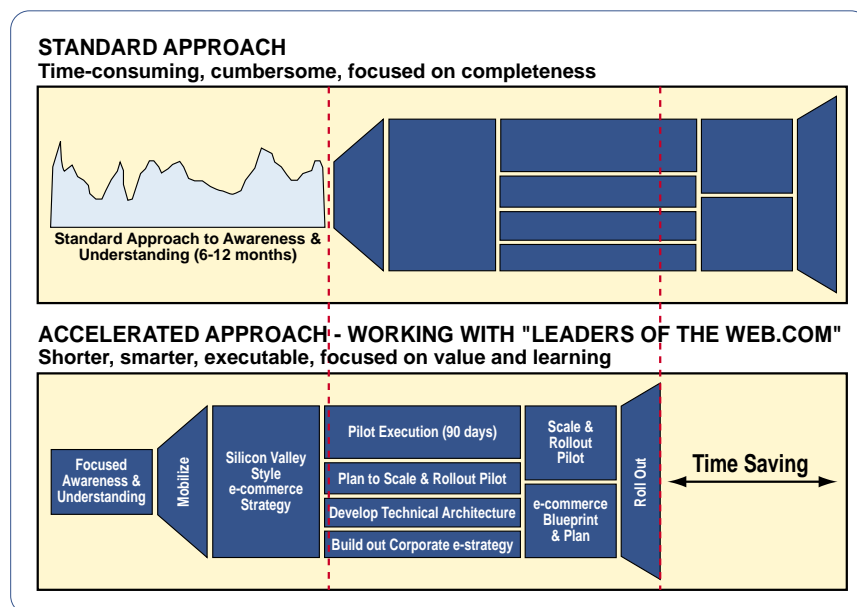 STANDARD APPROACH
Time-consuming, cumbersome, focused on completeness
Standard Approach to Awareness &
Understanding (6-12 months)
ACCELERATED APPROACH - WORKING WITH "LEADERS OF THE WEB.COM"
Shorter, smarter, executable, focused on value and learning
Focused
Awareness &
Understanding
Mobilize
Silicon Valley
Style
e-commerce
Strategy
Pilot Execution (90 days)
Plan to Scale & Rollout Pilot
Develop Technical Architecture
Build out Corporate e-strategy
Scale &
Rollout
Pilot
e-commerce
Blueprint
& Plan
Roll Out
Time Saving